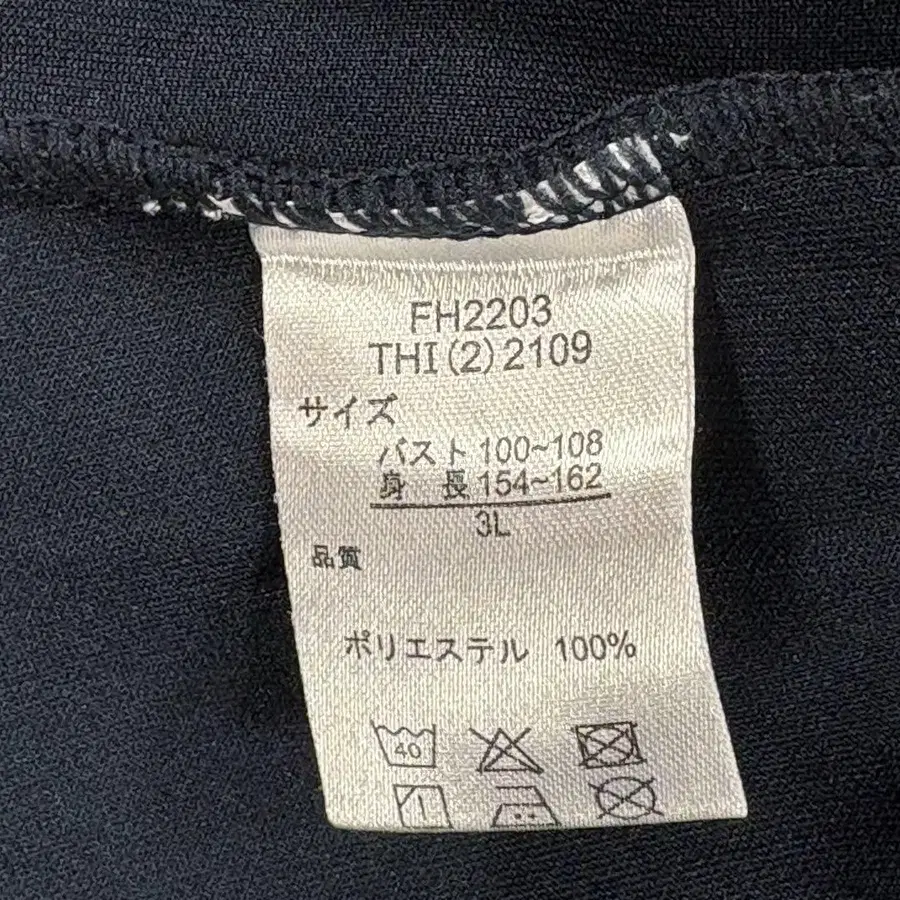 FH2203
THI(2)2109
サイズ
バスト 100~108
身 長 154~162
3L
品質
ポリエステル 100%
40